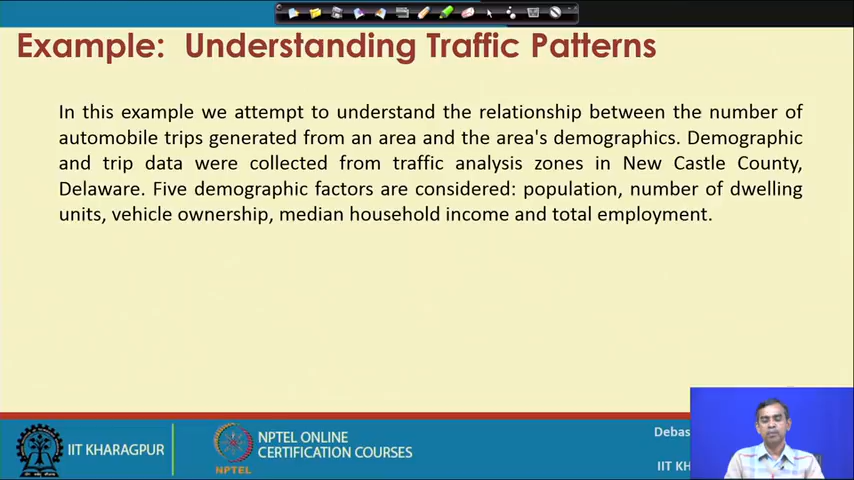 Example: Understanding Traffic Patterns
In this example we attempt to understand the relationship between the number of
automobile trips generated from an area and the area's demographics. Demographic
and trip data were collected from traffic analysis zones in New Castle County,
Delaware. Five demographic factors are considered: population, number of dwelling
units, vehicle ownership, median household income and total employment.
IIT KHARAGPUR
NPTEL
NPTEL ONLINE
CERTIFICATION COURSES
Debas
IIT KH